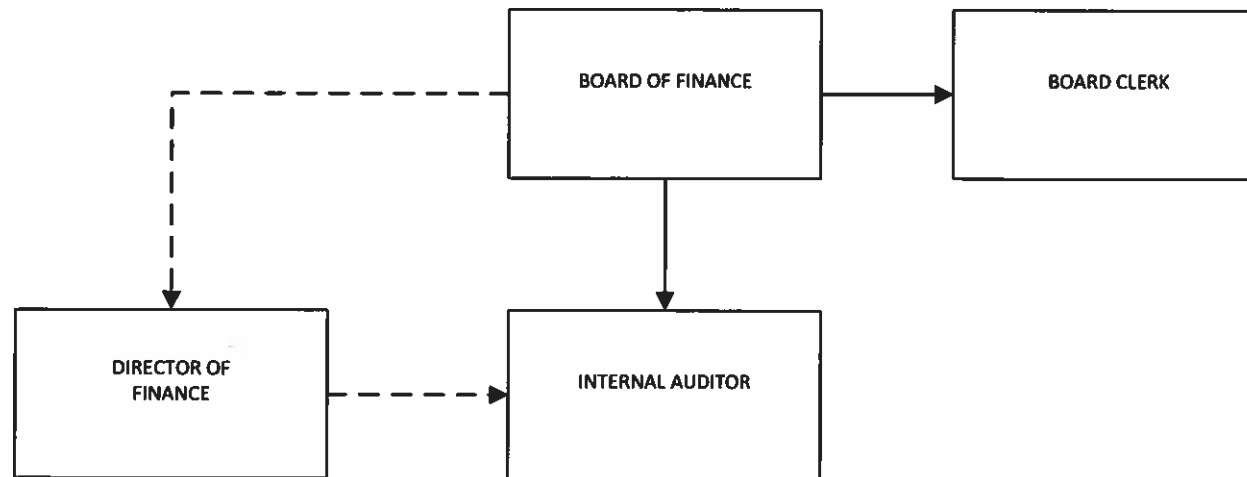 BOARD OF FINANCE
BOARD CLERK
DIRECTOR OF
FINANCE
INTERNAL AUDITOR